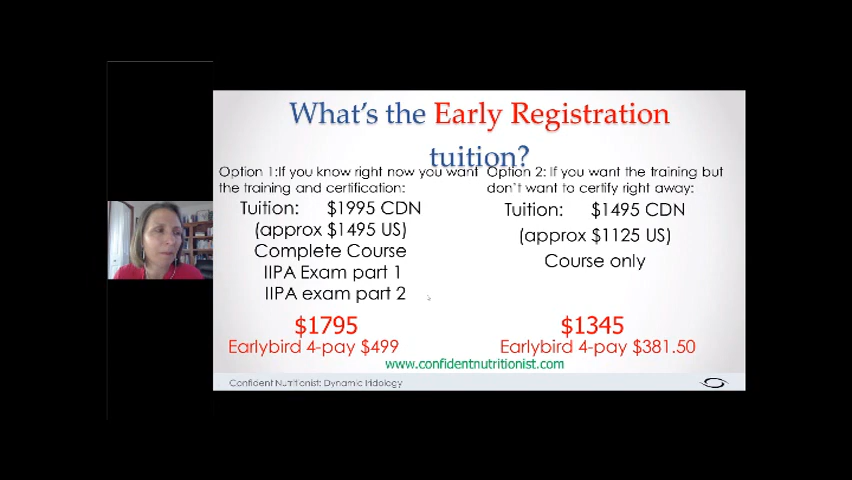 What's the Early Registration
tuition?
Option 1:If you know right now you want
the training and certification:
Tuition: $1995 CDN
(approx $1495 US)
Complete Course
IIPA Exam part 1
IIPA exam part 2
$1795
Earlybird 4-pay $499
Option 2: If you want the training but
don't want to certify right away:
Tuition: $1495 CDN
(approx $1125 US)
Course only
$1345
Earlybird 4-pay $381.50
www.confidentnutritionist.com
Confident Nutritionist: Dynamic Iridology